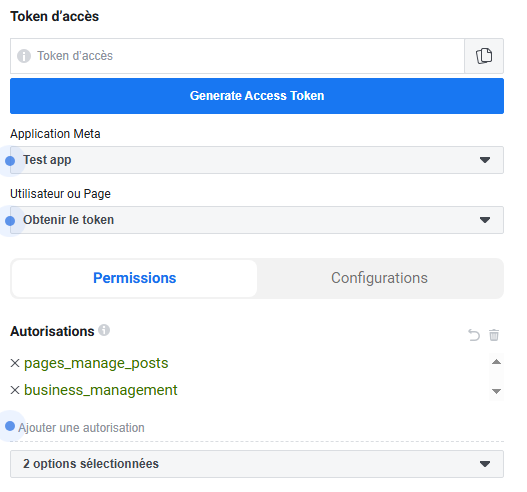 Token d'accès
Token d'accès
Generate Access Token
Application Meta
Test app
Utilisateur ou Page
Obtenir le token
Permissions Configurations
Autorisations
pages_manage_posts
business_management
Ajouter une autorisation
2 options sélectionnées